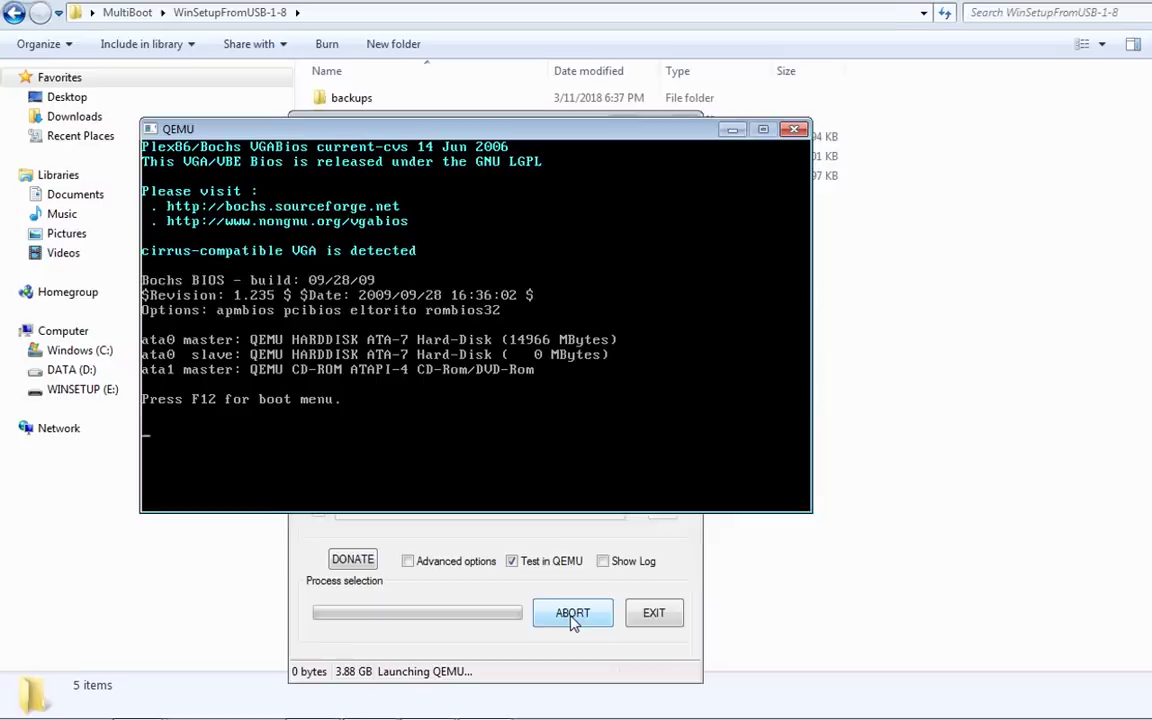 MultiBoot
WinSetupFromUSB-1-8
Search WinSetupFromUSB-1-8
Organize
Include in library
Share with
Burn
New folder
Favorites
Desktop
Downloads
Recent Places
Libraries
Documents
Music
Pictures
Videos
Homegroup
Computer
Windows (C:)
DATA (D:)
WINSETUP (E:)
Network
Name
Date modified
Type
Size
backups
3/11/2018 6:37 PM
File folder
94 KB
01 KB
97 KB
QEMU
Plex86/Bochs VGABios current-cvs 14 Jun 2006
This VGA/VBE Bios is released under the GNU LGPL
Please visit :
. http://bochs.sourceforge.net
. http://www.nongnu.org/vgabios
cirrus-compatible VGA is detected
Bochs BIOS - build: 09/28/09
$Revision: 1.235 $ $Date: 2009/09/28 16:36:02 $
Options: apmbios pcibios eltorito rombios32
ata0 master: QEMU HARDDISK ATA-7 Hard-Disk (14966 MBytes)
ata0  slave: QEMU HARDDISK ATA-7 Hard-Disk (   0 MBytes)
ata1 master: QEMU CD-ROM ATAPI-4 CD-Rom/DVD-Rom
Press F12 for boot menu.
DONATE
Advanced options
Test in QEMU
Show Log
Process selection
ABORT
EXIT
0 bytes
3.88 GB
Launching QEMU...
5 items